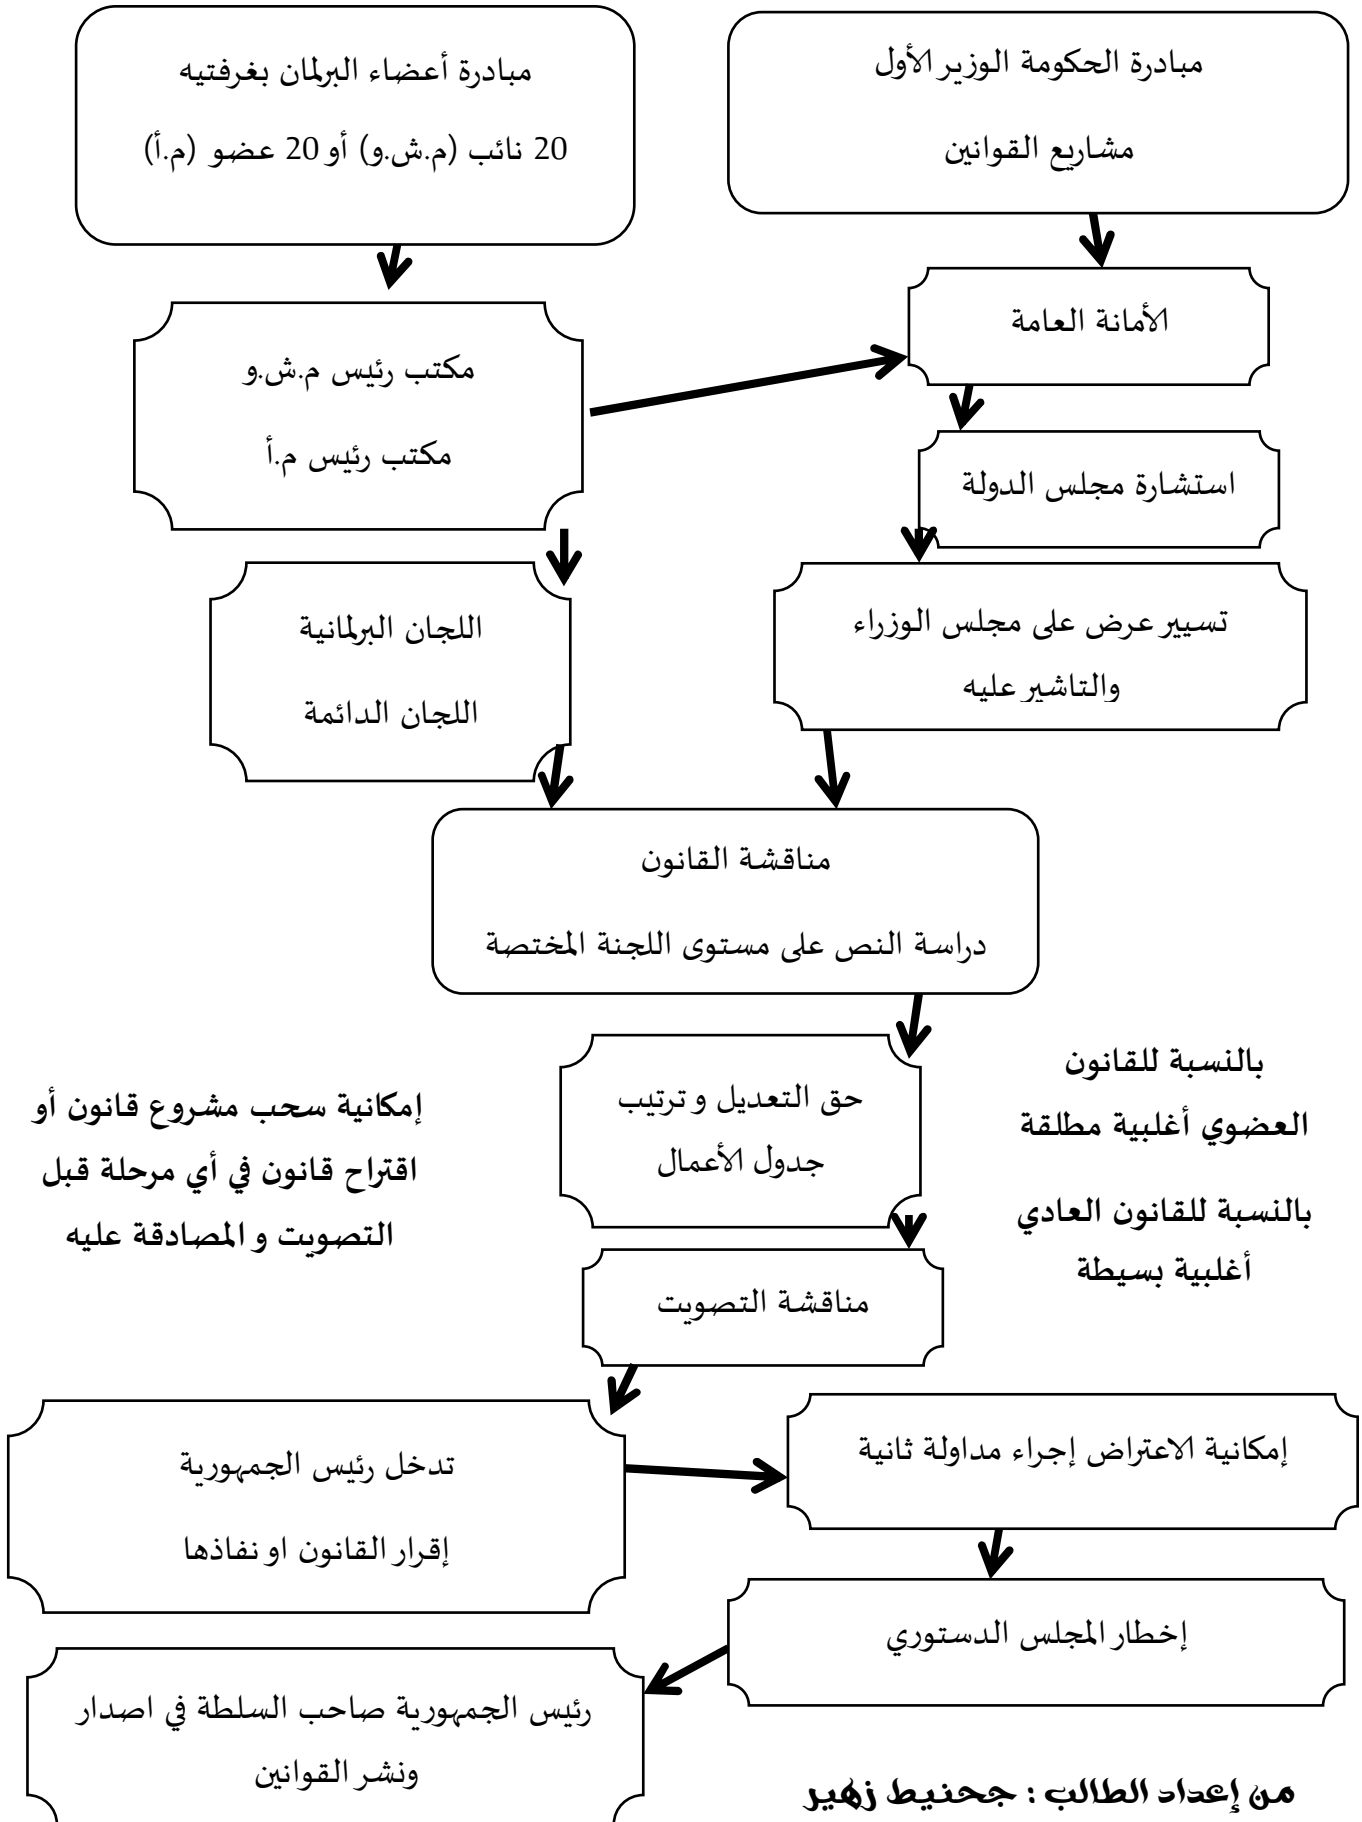 مبادرة الحكومة الوزير الأول
مشاريع القوانين
مبادرة أعضاء البرلمان بغرفتيه
20 نائب (م.ش.و) أو 20 عضو (م.أ)
الأمانة العامة
مكتب رئيس م.ش.و
مكتب رئيس م.أ
استشارة مجلس الدولة
تسيير عرض على مجلس الوزراء
والتاشير عليه
اللجان البرلمانية
اللجان الدائمة
مناقشة القانون
دراسة النص على مستوى اللجنة المختصة
بالنسبة للقانون
العضوي أغلبية مطلقة
بالنسبة للقانون العادي
أغلبية بسيطة
حق التعديل و ترتيب
جدول الأعمال
إمكانية سحب مشروع قانون أو
اقتراح قانون في أي مرحلة قبل
التصويت و المصادقة عليه
مناقشة التصويت
تدخل رئيس الجمهورية
إقرار القانون او نفاذها
إمكانية الاعتراض إجراء مداولة ثانية
إخطار المجلس الدستوري
رئيس الجمهورية صاحب السلطة في اصدار
ونشر القوانين
من إعداد الطالب : جحنيط زهير